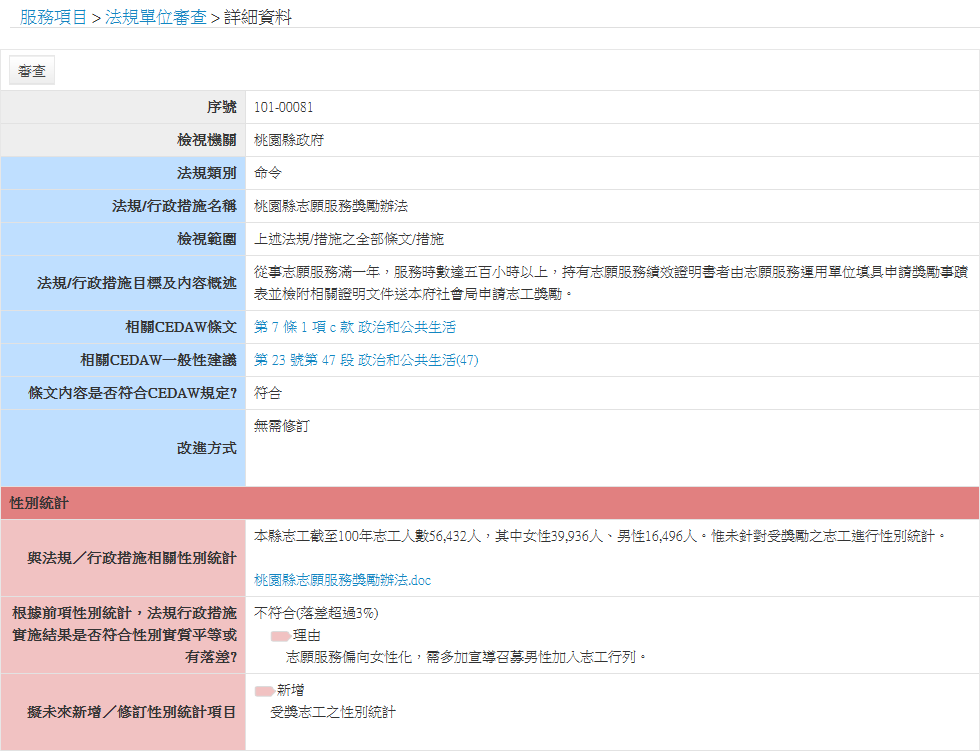 服務項目 > 法規單位審查 > 詳細資料
審查
序號 101-00081
檢視機關 桃園縣政府
法規類別 命令
法規/行政措施名稱 桃園縣志願服務獎勵辦法
檢視範圍 上述法規/措施之全部條文/措施
法規/行政措施目標及內容概述 從事志願服務滿一年，服務時數達五百小時以上，持有志願服務績效證明書者由志願服務運用單位填具申請獎勵事蹟
表並檢附相關證明文件送本府社會局申請志工獎勵。
相關CEDAW條文 第 7 條 1 項 c 款 政治和公共生活
相關CEDAW一般性建議 第 23 號第 47 段 政治和公共生活(47)
條文內容是否符合CEDAW規定? 符合
改進方式 無需修訂
性別統計
與法規／行政措施相關性別統計 本縣志工截至100年志工人數56,432人，其中女性39,936人、男性16,496人。惟未針對受獎勵之志工進行性別統計。
桃園縣志願服務獎勵辦法.doc
根據前項性別統計，法規行政措施
實施結果是否符合性別實質平等或
有落差?
不符合(落差超過3%)
理由
志願服務偏向女性化，需多加宣導召募男性加入志工行列。
擬未來新增／修訂性別統計項目
新增
受獎志工之性別統計